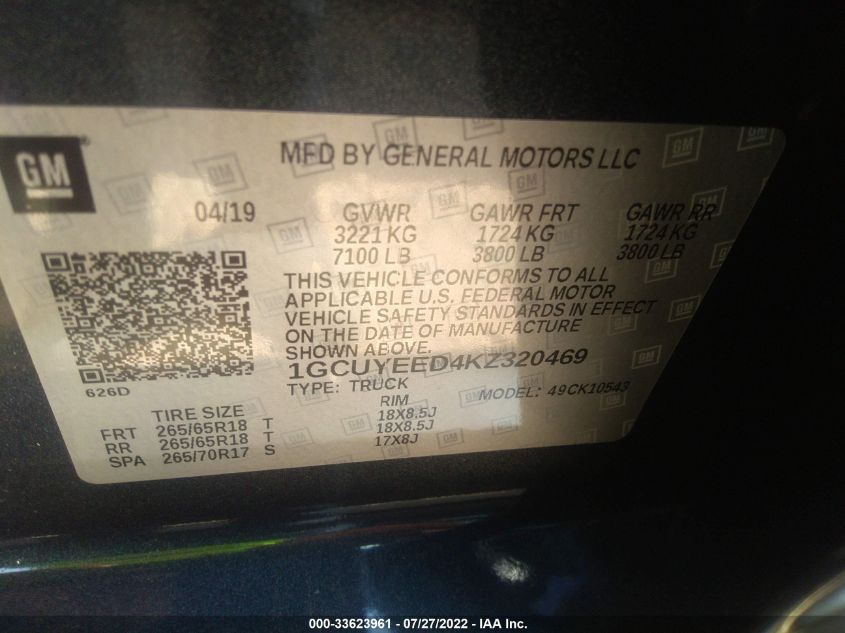 GM
MFD BY GENERAL MOTORS LLC
04/19 GVWR GAWR FRT GAWR RR
3221 KG 1724 KG 1724 KG
7100 LB 3800 LB 3800 LB
THIS VEHICLE CONFORMS TO ALL
APPLICABLE U.S. FEDERAL MOTOR
VEHICLE SAFETY STANDARDS IN EFFECT
ON THE DATE OF MANUFACTURE
SHOWN ABOVE.
1GCUYEED4KZ320469
626D
TYPE: TRUCK MODEL: 49CK10543
TIRE SIZE RIM
FRT 265/65R18 T 18X8.5J
RR 265/65R18 T 18X8.5J
SPA 265/70R17 S 17X8J
000-33623961 - 07/27/2022 - IAA Inc.